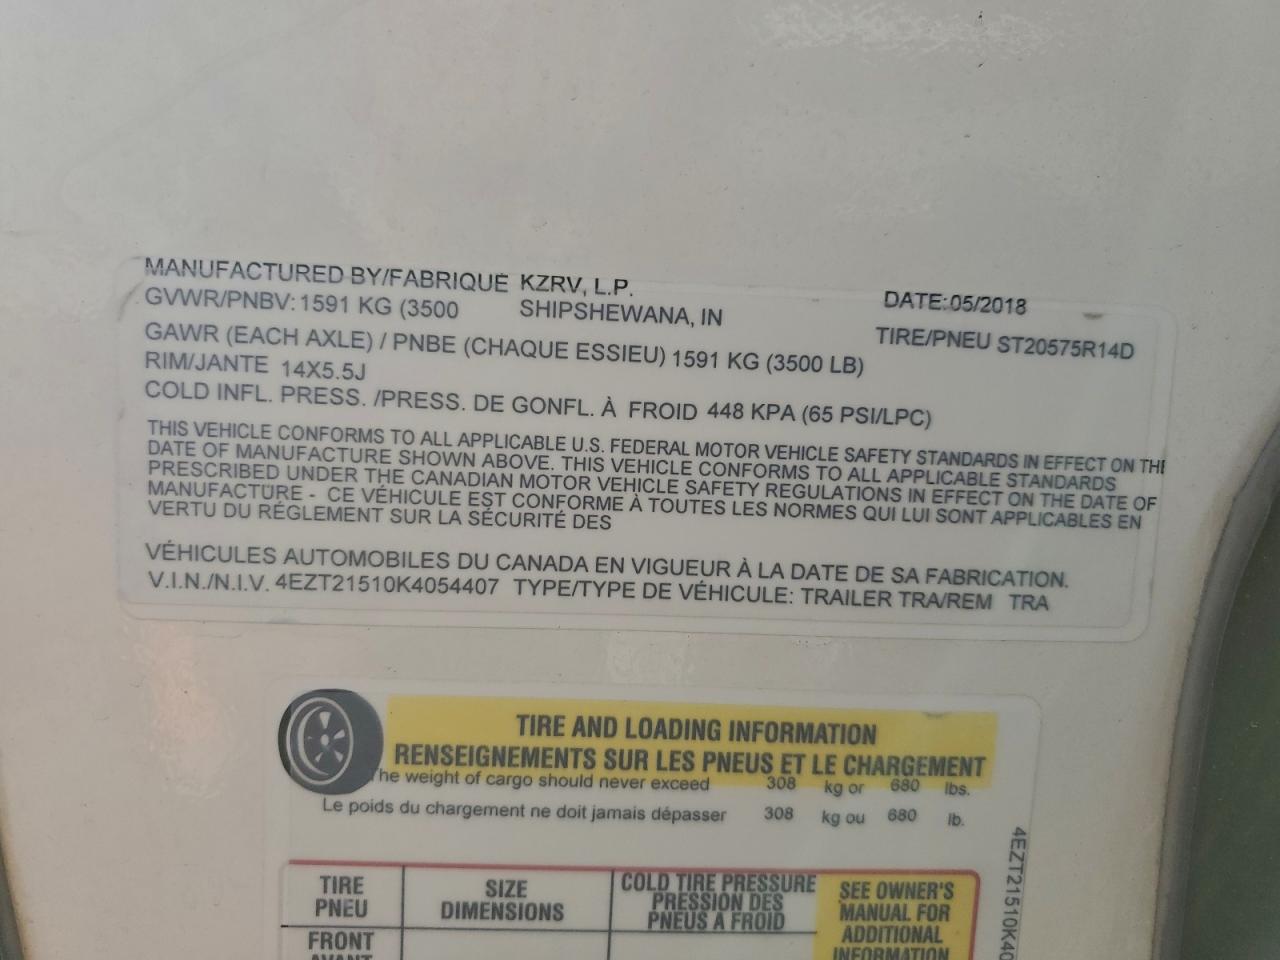 MANUFACTURED BY/FABRIQUE KZRV, L.P.
GVWR/PNBV: 1591 KG (3500 SHIPSHEWANA, IN DATE: 05/2018
GAWR (EACH AXLE) / PNBE (CHAQUE ESSIEU) 1591 KG (3500 LB) TIRE/PNEU ST20575R14D
RIM/JANTE 14X5.5J
COLD INFL. PRESS. /PRESS. DE GONFL. À FROID 448 KPA (65 PSI/LPC)
THIS VEHICLE CONFORMS TO ALL APPLICABLE U.S. FEDERAL MOTOR VEHICLE SAFETY STANDARDS IN EFFECT ON THE
DATE OF MANUFACTURE SHOWN ABOVE. THIS VEHICLE CONFORMS TO ALL APPLICABLE STANDARDS
PRESCRIBED UNDER THE CANADIAN MOTOR VEHICLE SAFETY REGULATIONS IN EFFECT ON THE DATE OF
MANUFACTURE - CE VÉHICULE EST CONFORME À TOUTES LES NORMES QUI LUI SONT APPLICABLES EN
VERTU DU RÉGLEMENT SUR LA SÉCURITÉ DES
VÉHICULES AUTOMOBILES DU CANADA EN VIGUEUR À LA DATE DE SA FABRICATION.
V.I.N./N.I.V. 4EZT21510K4054407 TYPE/TYPE DE VÉHICULE: TRAILER TRA/REM TRA
TIRE AND LOADING INFORMATION
RENSEIGNEMENTS SUR LES PNEUS ET LE CHARGEMENT
The weight of cargo should never exceed 308 kg or 680 lbs.
Le poids du chargement ne doit jamais dépasser 308 kg ou 680 lb.
TIRE
PNEU
SIZE
DIMENSIONS
COLD TIRE PRESSURE
PRESSION DES
PNEUS A FROID
SEE OWNER'S
MANUAL FOR
ADDITIONAL
INFORMATION
FRONT
AVANT
4EZT21510K40